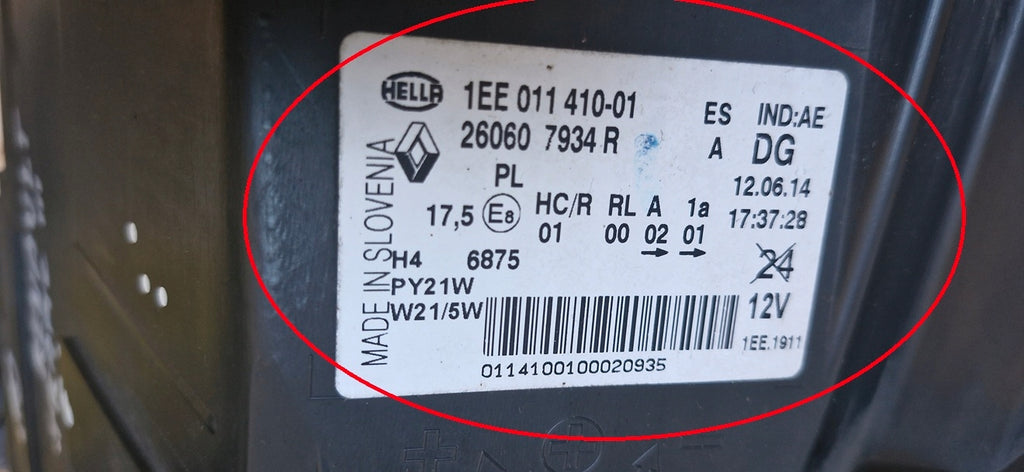 HELLA 1EE 011 410-01 ES IND:AE
26060 7934 R A DG
PL 12.06.14
17,5 E8 HC/R RL A 1a 17:37:28
01 00 02 01
H4 6875 24
PY21W
W21/5W 12V
1EE.1911
01141001000020935
MADE IN SLOVENIA